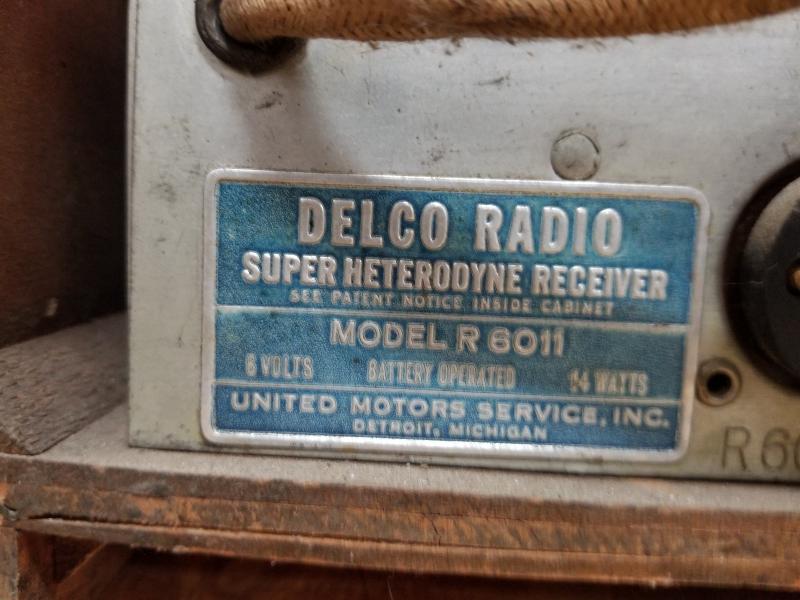 DELCO RADIO
SUPER HETERODYNE RECEIVER
SEE PATENT NOTICE INSIDE CABINET
MODEL R 6011
6 VOLTS BATTERY OPERATED 14 WATTS
UNITED MOTORS SERVICE, INC.
DETROIT, MICHIGAN